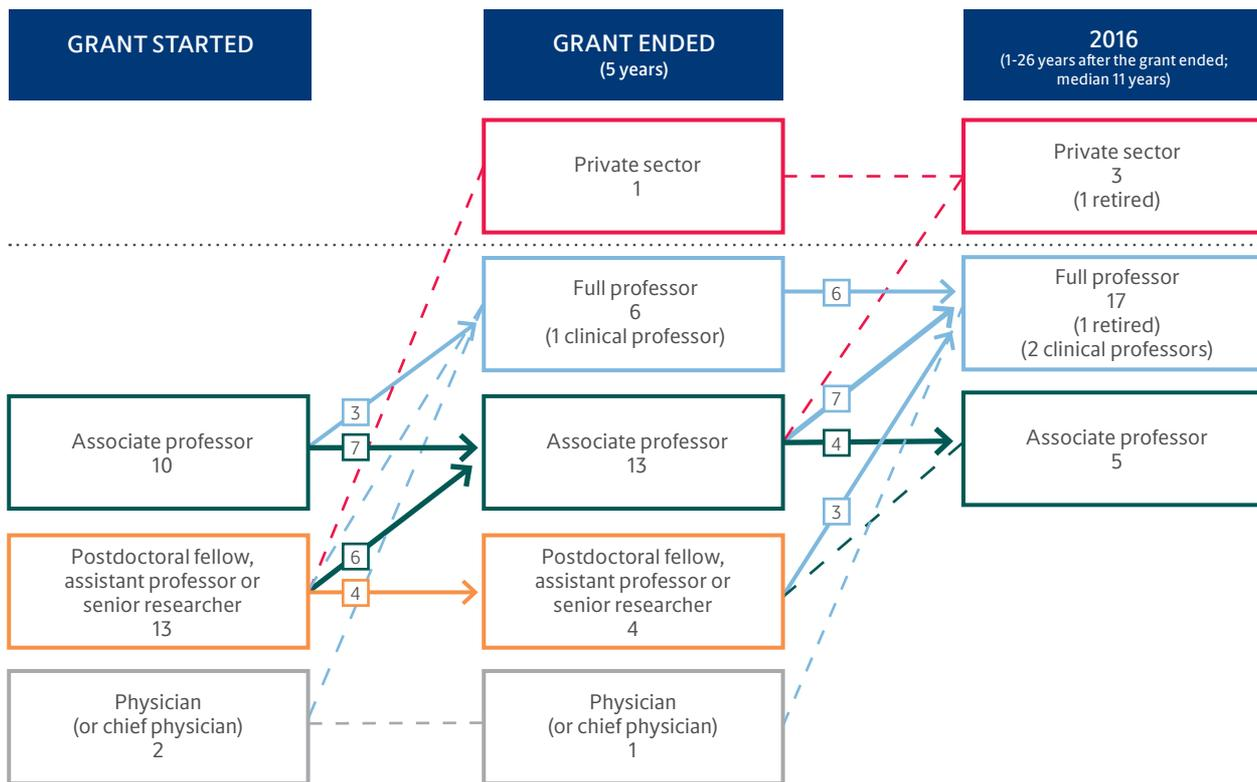 GRANT STARTED
GRANT ENDED
(5 years)
2016
(1-26 years after the grant ended;
median 11 years)
Private sector
1
Private sector
3
(1 retired)
Full professor
6
(1 clinical professor)
6
Full professor
17
(1 retired)
(2 clinical professors)
Associate professor
10
3
7
Associate professor
13
7
4
Associate professor
5
Postdoctoral fellow,
assistant professor or
senior researcher
13
6
4
Postdoctoral fellow,
assistant professor or
senior researcher
4
3
Physician
(or chief physician)
2
Physician
(or chief physician)
1